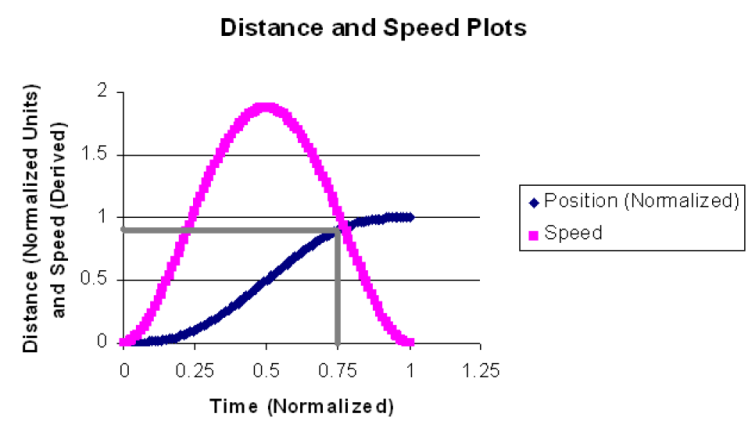 Distance and Speed Plots
Distance (Normalized Units)
and Speed (Derived)
2
1.5
1
0.5
0
0 0.25 0.5 0.75 1 1.25
Time (Normalized)
Position (Normalized)
Speed